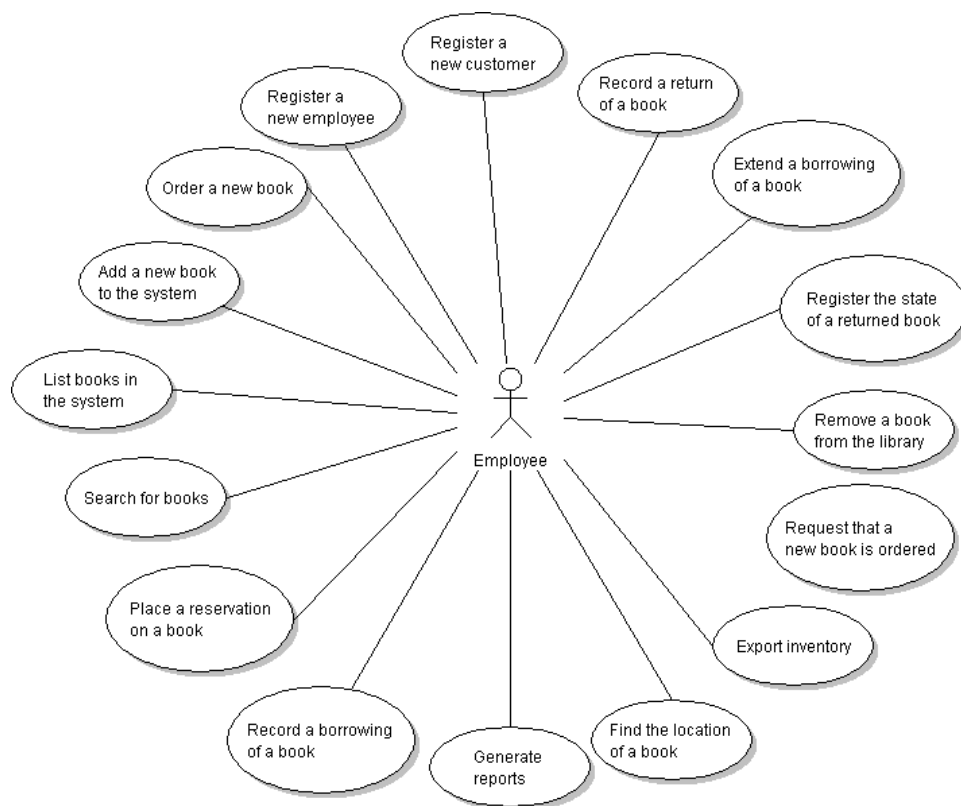 Register a
new customer
Record a return
of a book
Register a
new employee
Extend a borrowing
of a book
Order a new book
Add a new book
to the system
Register the state
of a returned book
List books in
the system
Remove a book
from the library
Employee
Search for books
Request that a
new book is ordered
Place a reservation
on a book
Export inventory
Record a borrowing
of a book
Find the location
of a book
Generate
reports